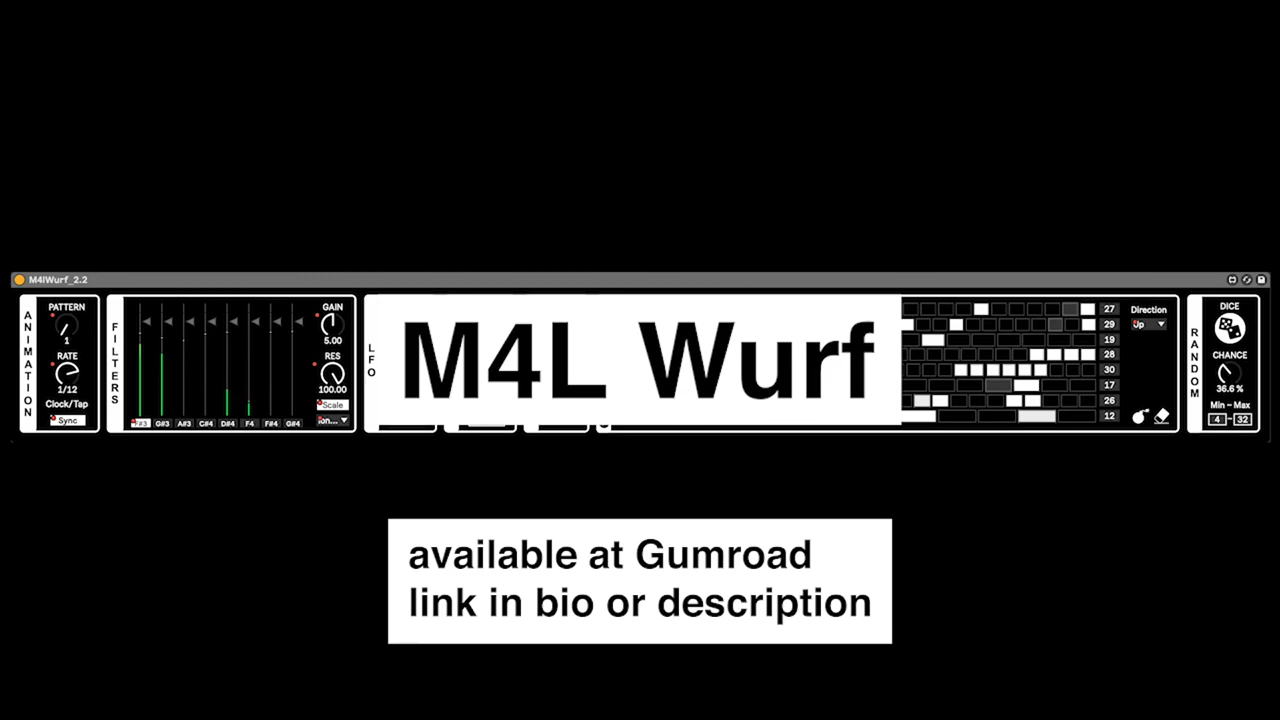 M4lWurf_2.2
ANIMATION
PATTERN
1
RATE
1/12
Clock/Tap
Sync
FILTERS
GAIN
5.00
RES
100.00
Scale
G#3 A#3 C#4 D#4 F4 F#4 G#4
LFO
M4L Wurf
27
29
19
28
30
17
26
12
Direction
Up
RANDOM
DICE
CHANCE
36.6 %
Min ~ Max
4 ~ 32
available at Gumroad
link in bio or description